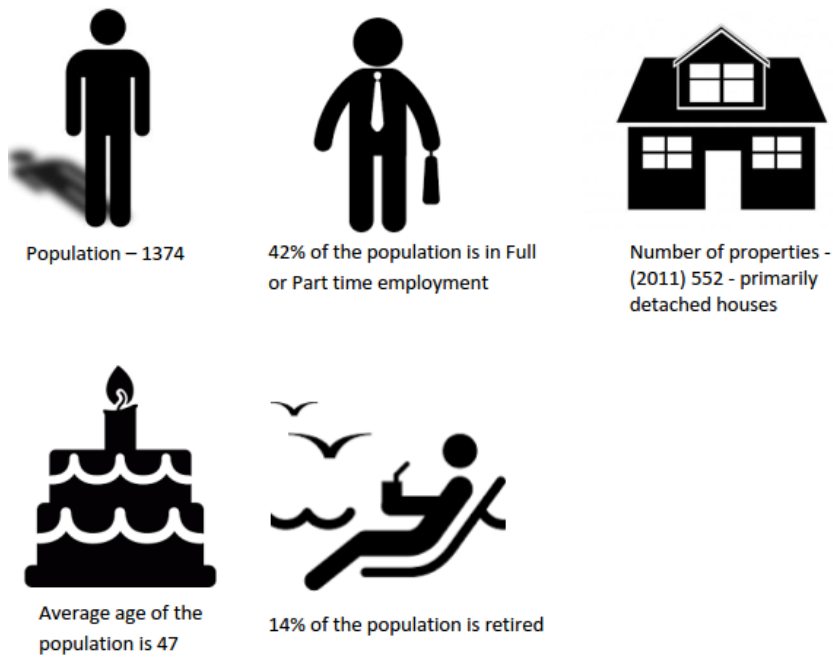 Population – 1374
42% of the population is in Full
or Part time employment
Number of properties -
(2011) 552 - primarily
detached houses
Average age of the
population is 47
14% of the population is retired